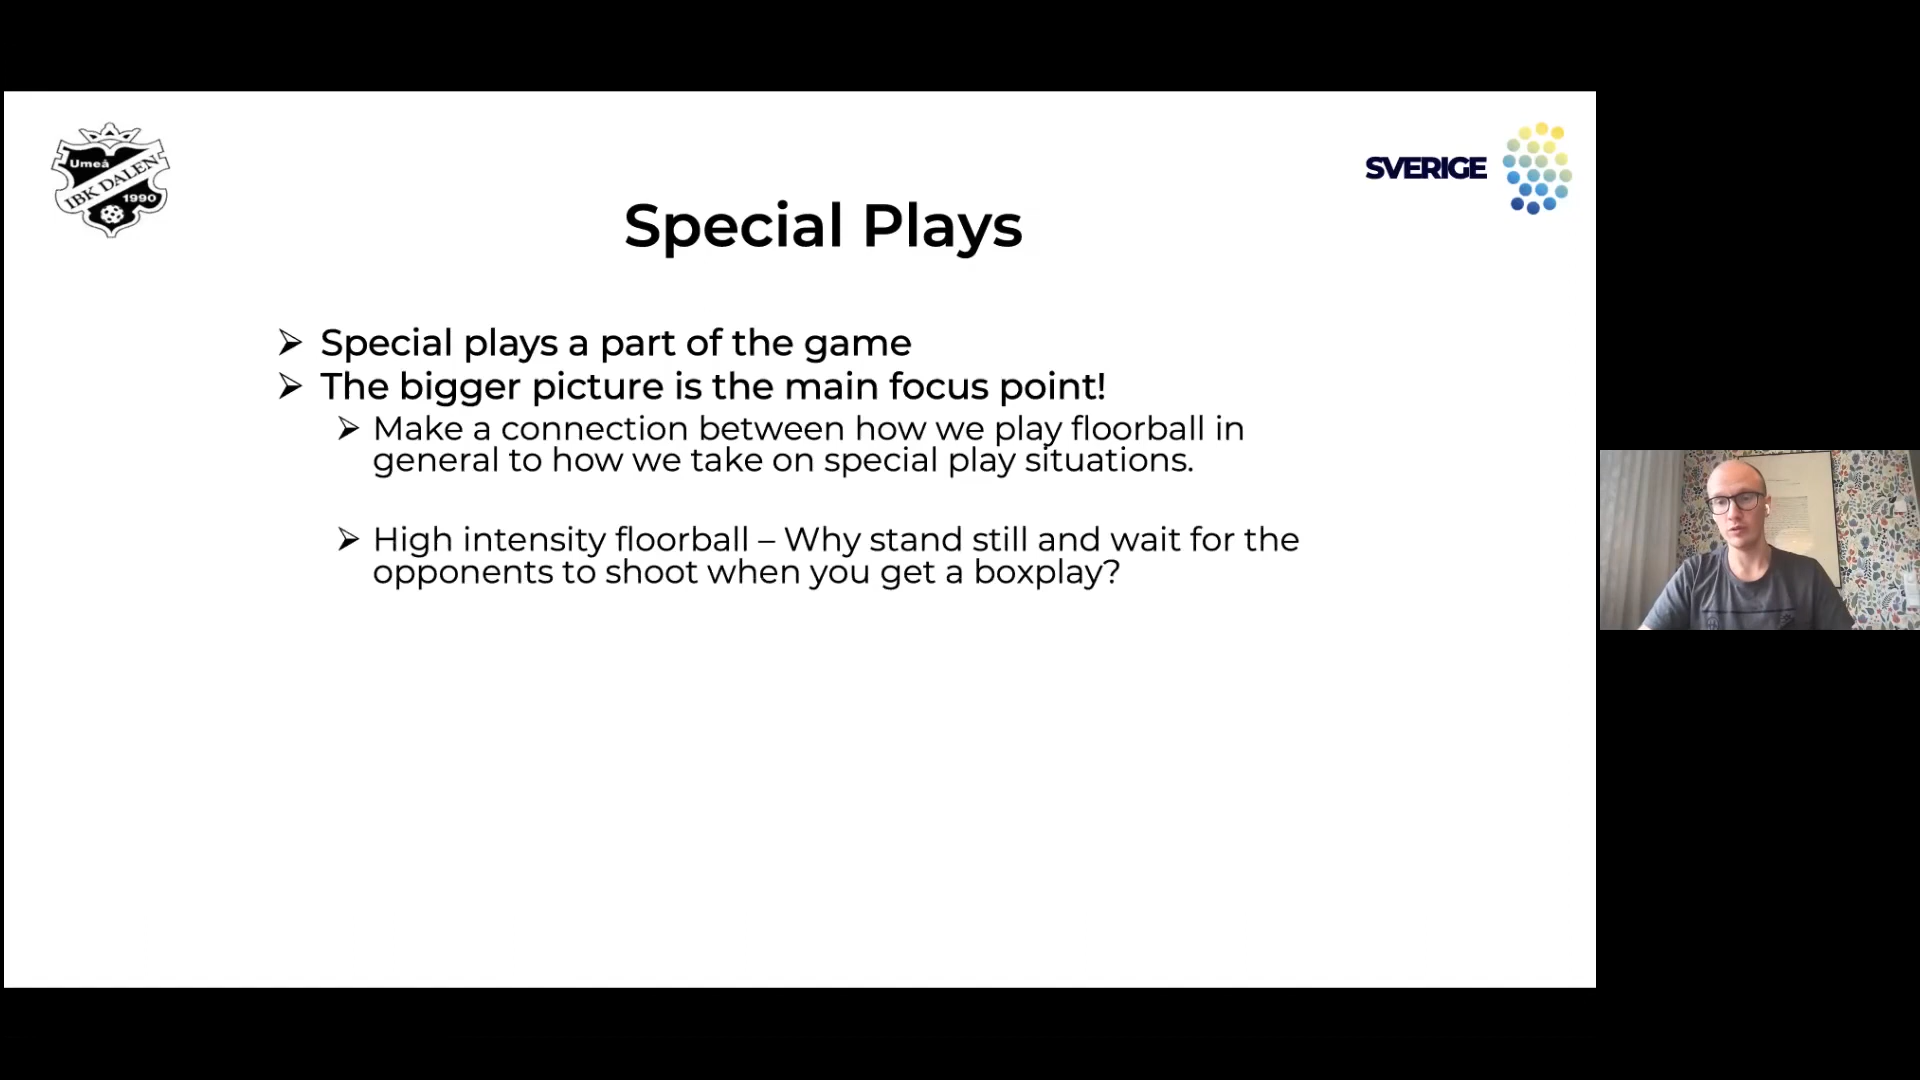 Umeå
IBK DALEN
1990
SVERIGE
Special Plays
➢ Special plays a part of the game
➢ The bigger picture is the main focus point!
➢ Make a connection between how we play floorball in
general to how we take on special play situations.
➢ High intensity floorball – Why stand still and wait for the
opponents to shoot when you get a boxplay?